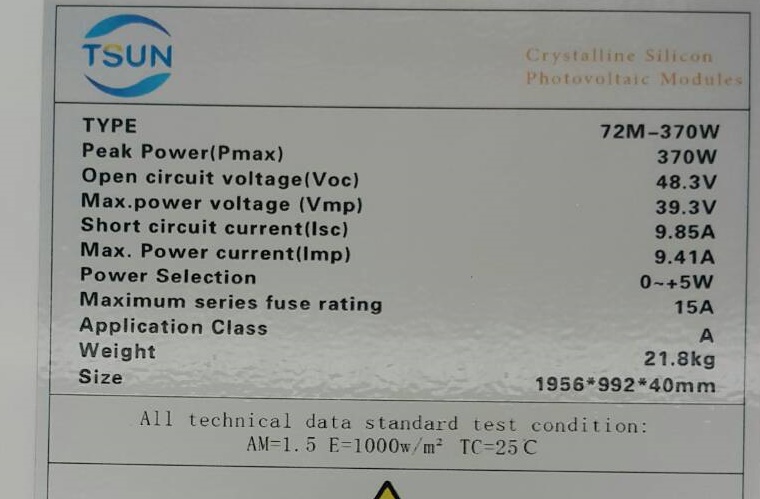 TSUN
Crystalline Silicon
Photovoltaic Modules
TYPE 72M-370W
Peak Power(Pmax) 370W
Open circuit voltage(Voc) 48.3V
Max.power voltage (Vmp) 39.3V
Short circuit current(Isc) 9.85A
Max. Power current(Imp) 9.41A
Power Selection 0~+5W
Maximum series fuse rating 15A
Application Class A
Weight 21.8kg
Size 1956*992*40mm
All technical data standard test condition:
AM=1.5 E=1000w/m² TC=25℃